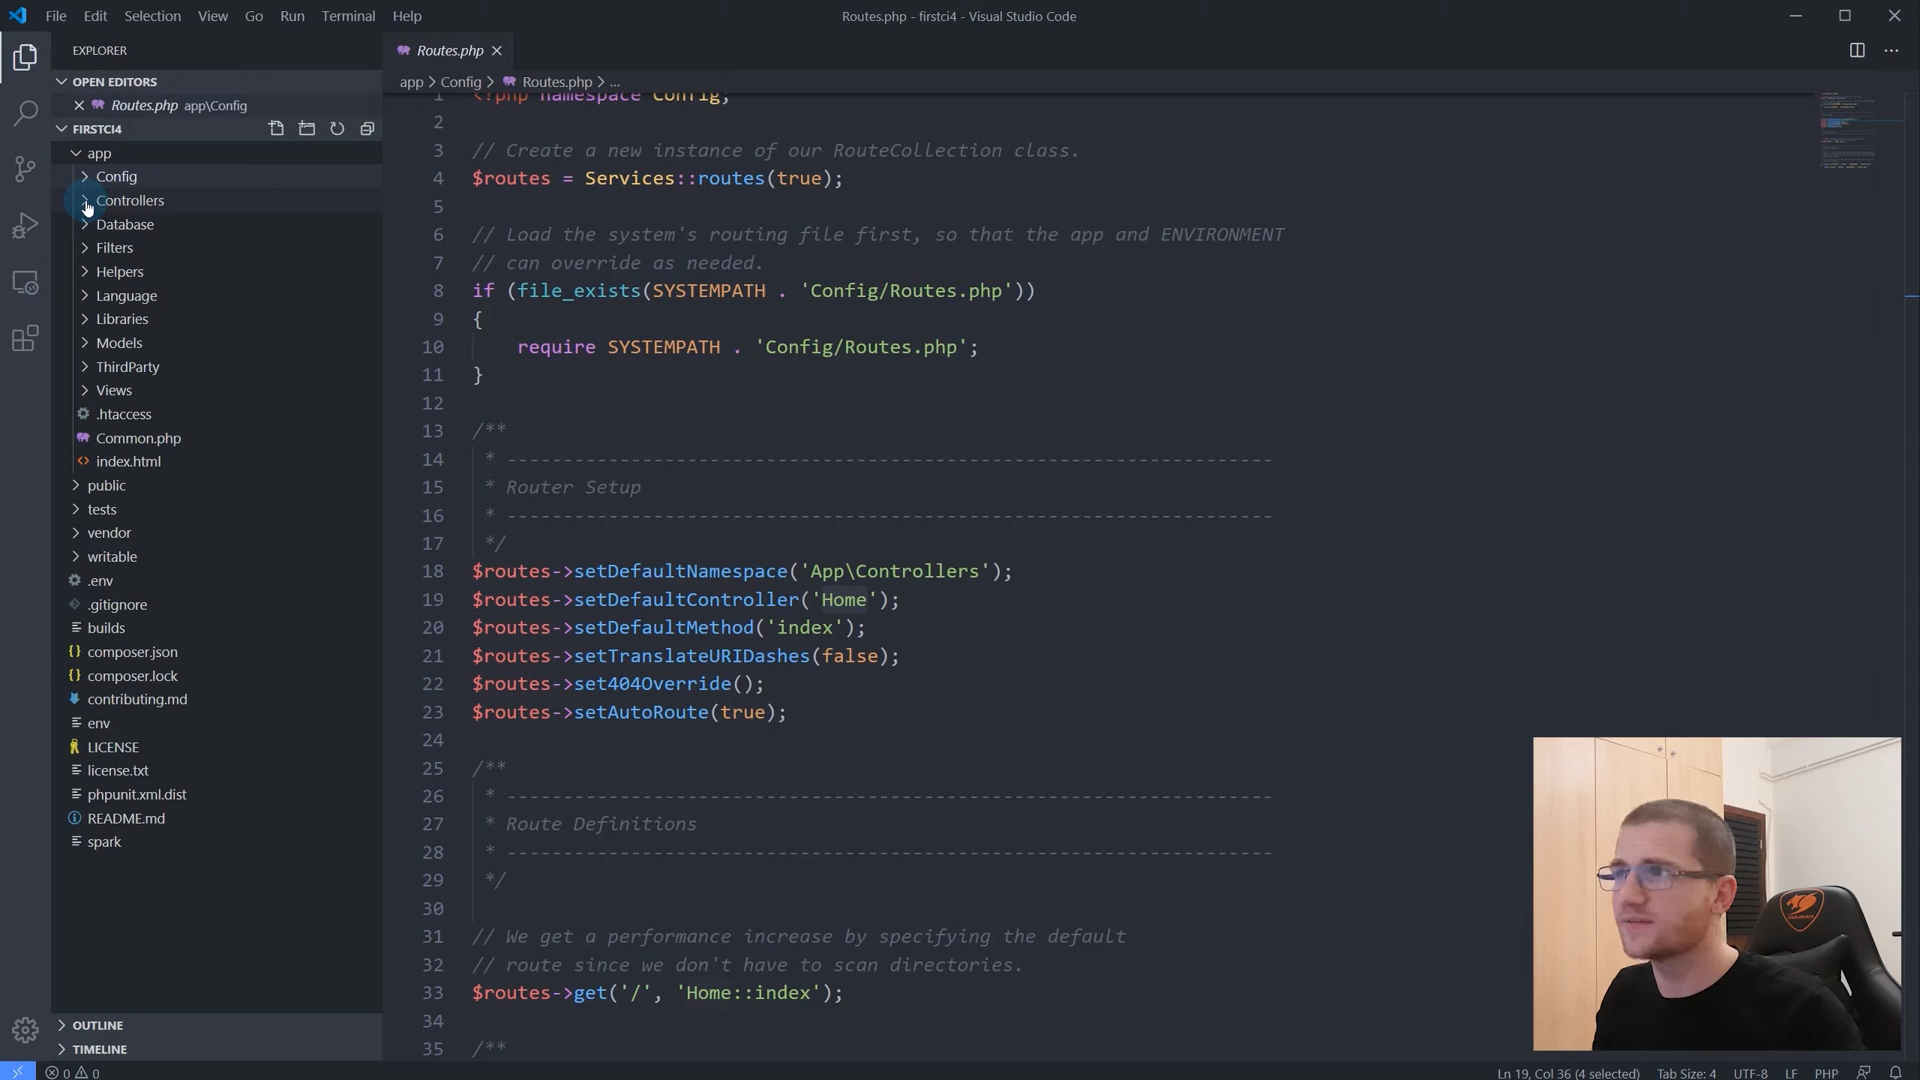 File Edit Selection View Go Run Terminal Help
Routes.php - firstci4 - Visual Studio Code
EXPLORER
OPEN EDITORS
Routes.php app\Config
FIRSTCI4
app
Config
Controllers
Database
Filters
Helpers
Language
Libraries
Models
ThirdParty
Views
.htaccess
Common.php
index.html
public
tests
vendor
writable
.env
.gitignore
builds
composer.json
composer.lock
contributing.md
env
LICENSE
license.txt
phpunit.xml.dist
README.md
spark
OUTLINE
TIMELINE
Routes.php
app > Config > Routes.php > ...
1 <?php namespace Config;
2
3 // Create a new instance of our RouteCollection class.
4 $routes = Services::routes(true);
5
6 // Load the system's routing file first, so that the app and ENVIRONMENT
7 // can override as needed.
8 if (file_exists(SYSTEMPATH . 'Config/Routes.php'))
9 {
10 require SYSTEMPATH . 'Config/Routes.php';
11 }
12
13 /**
14 * --------------------------------------------------------------------
15 * Router Setup
16 * --------------------------------------------------------------------
17 */
18 $routes->setDefaultNamespace('App\Controllers');
19 $routes->setDefaultController('Home');
20 $routes->setDefaultMethod('index');
21 $routes->setTranslateURIDashes(false);
22 $routes->set404Override();
23 $routes->setAutoRoute(true);
24
25 /**
26 * --------------------------------------------------------------------
27 * Route Definitions
28 * --------------------------------------------------------------------
29 */
30
31 // We get a performance increase by specifying the default
32 // route since we don't have to scan directories.
33 $routes->get('/', 'Home::index');
34
35 /**
0 0
Ln 19, Col 36 (4 selected) Tab Size: 4 UTF-8 LF PHP
COUGAR